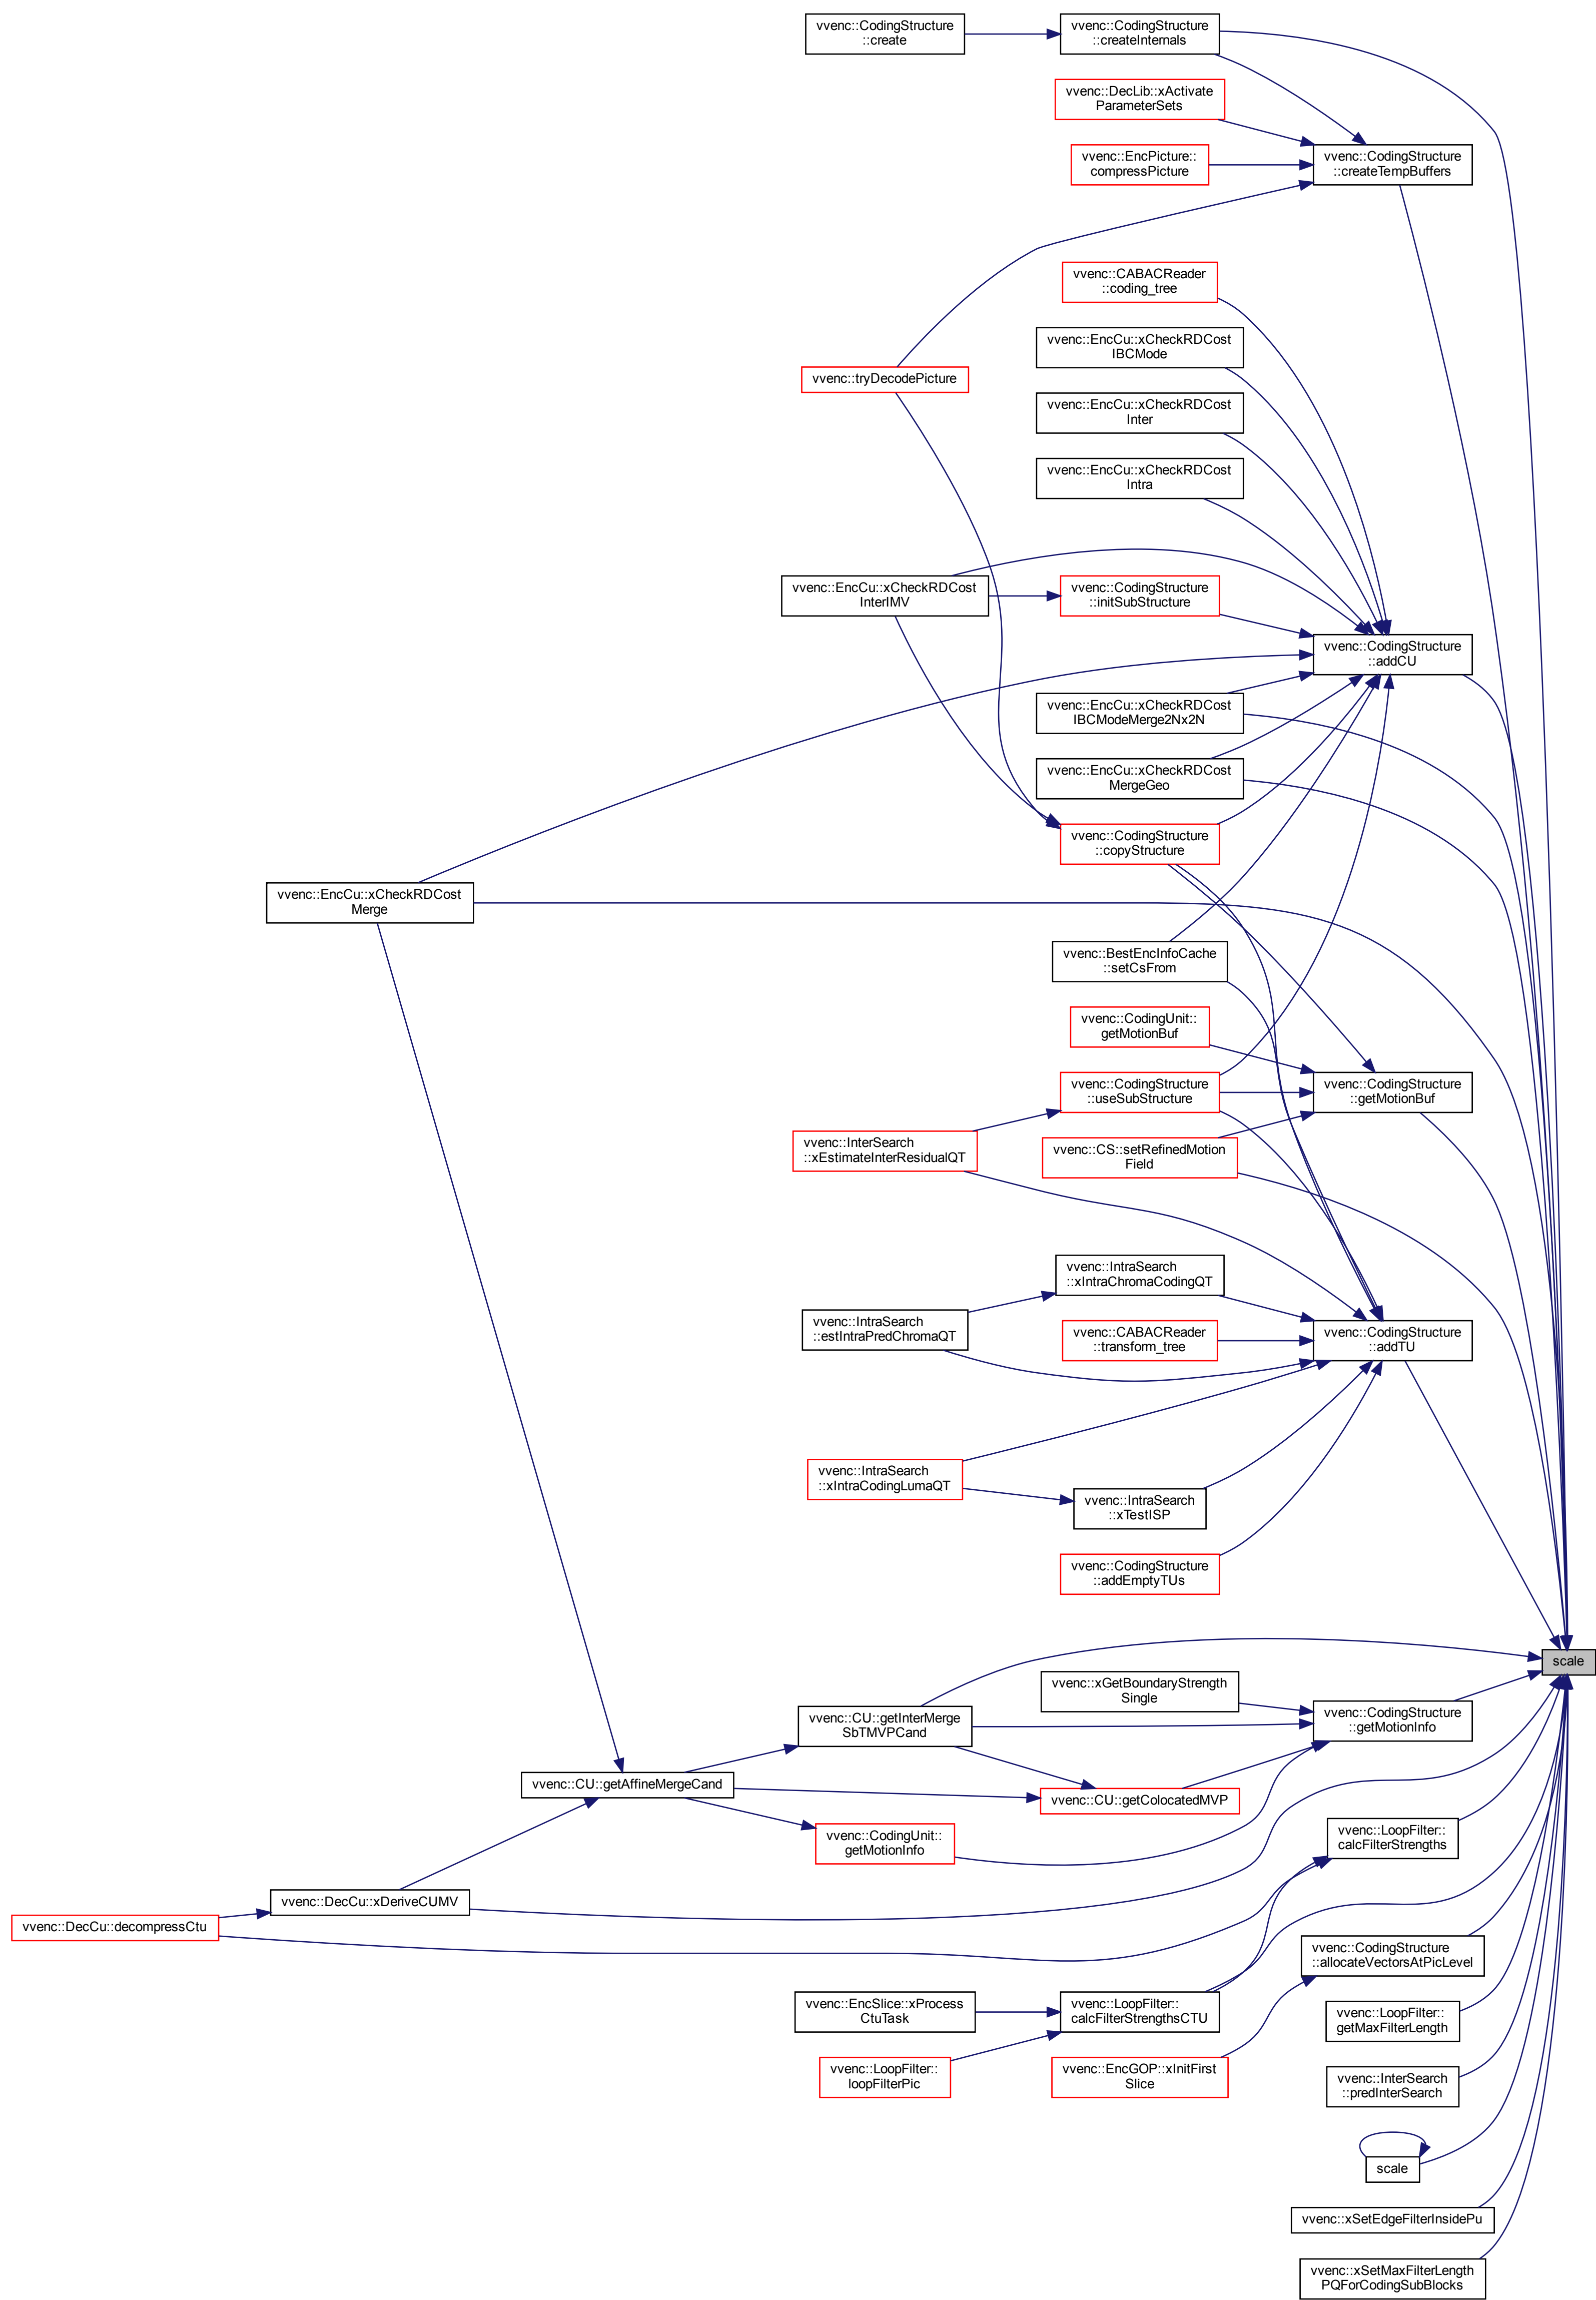 vvenc::CodingStructure
::create
vvenc::CodingStructure
::createInternals
vvenc::DecLib::xActivate
ParameterSets
vvenc::EncPicture::
compressPicture
vvenc::CodingStructure
::createTempBuffers
vvenc::CABACReader
::coding_tree
vvenc::EncCu::xCheckRDCost
IBCMode
vvenc::tryDecodePicture
vvenc::EncCu::xCheckRDCost
Inter
vvenc::EncCu::xCheckRDCost
Intra
vvenc::EncCu::xCheckRDCost
InterIMV
vvenc::CodingStructure
::initSubStructure
vvenc::CodingStructure
::addCU
vvenc::EncCu::xCheckRDCost
IBCModeMerge2Nx2N
vvenc::EncCu::xCheckRDCost
MergeGeo
vvenc::CodingStructure
::copyStructure
vvenc::EncCu::xCheckRDCost
Merge
vvenc::BestEncInfoCache
::setCsFrom
vvenc::CodingUnit::
getMotionBuf
vvenc::CodingStructure
::useSubStructure
vvenc::CodingStructure
::getMotionBuf
vvenc::InterSearch
::xEstimateInterResidualQT
vvenc::CS::setRefinedMotion
Field
vvenc::IntraSearch
::xIntraChromaCodingQT
vvenc::IntraSearch
::estIntraPredChromaQT
vvenc::CABACReader
::transform_tree
vvenc::CodingStructure
::addTU
vvenc::IntraSearch
::xIntraCodingLumaQT
vvenc::IntraSearch
::xTestISP
vvenc::CodingStructure
::addEmptyTUs
scale
vvenc::xGetBoundaryStrength
Single
vvenc::CU::getInterMerge
SbTMVPCand
vvenc::CodingStructure
::getMotionInfo
vvenc::CU::getAffineMergeCand
vvenc::CU::getColocatedMVP
vvenc::CodingUnit::
getMotionInfo
vvenc::LoopFilter::
calcFilterStrengths
vvenc::DecCu::xDeriveCUMV
vvenc::DecCu::decompressCtu
vvenc::CodingStructure
::allocateVectorsAtPicLevel
vvenc::EncSlice::xProcess
CtuTask
vvenc::LoopFilter::
calcFilterStrengthsCTU
vvenc::LoopFilter::
getMaxFilterLength
vvenc::LoopFilter::
loopFilterPic
vvenc::EncGOP::xInitFirst
Slice
vvenc::InterSearch
::predInterSearch
scale
vvenc::xSetEdgeFilterInsidePu
vvenc::xSetMaxFilterLength
PQForCodingSubBlocks